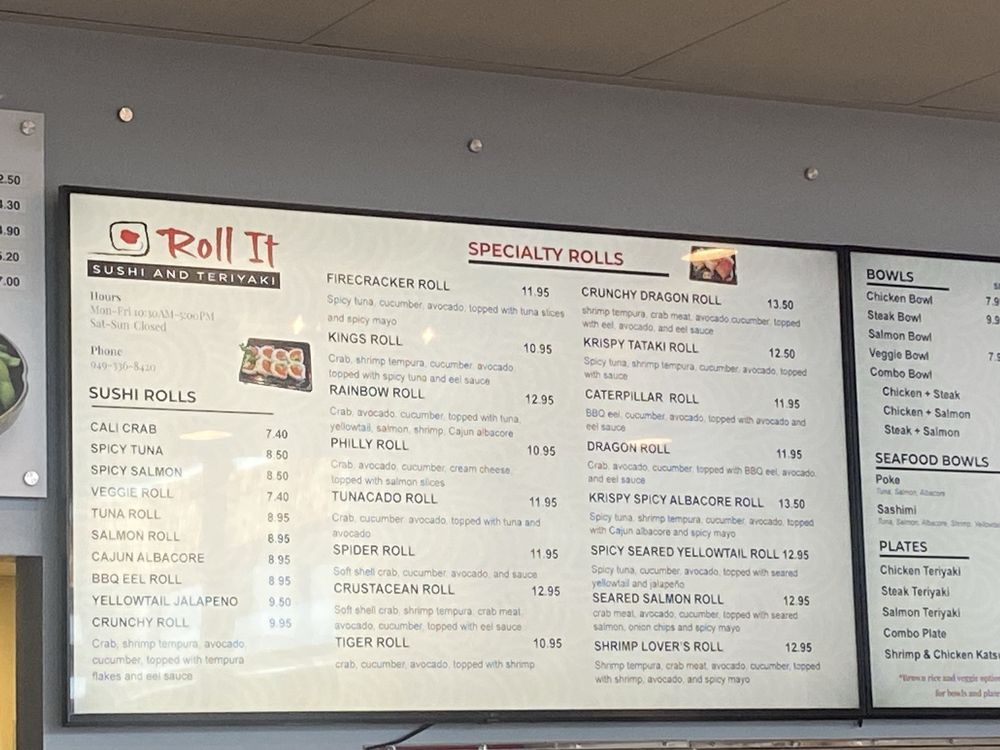 2.50
4.90
5.20
7.00
Roll It
SUSHI AND TERIYAKI
Hours
Mon-Fri 10:30AM-3:00PM
Sat-Sun Closed
Phone
949-336-8420
SUSHI ROLLS
CALI CRAB 7.40
SPICY TUNA 8.50
SPICY SALMON 8.50
VEGGIE ROLL 7.40
TUNA ROLL 8.95
SALMON ROLL 8.95
CAJUN ALBACORE 8.95
BBQ EEL ROLL 8.95
YELLOWTAIL JALAPENO 9.50
CRUNCHY ROLL 9.95
Crab, shrimp tempura, avocado,
cucumber, topped with tempura
flakes and eel sauce
SPECIALTY ROLLS
FIRECRACKER ROLL 11.95
Spicy tuna, cucumber, avocado, topped with tuna slices
and spicy mayo
KINGS ROLL 10.95
Crab, shrimp tempura, cucumber, avocado,
topped with spicy tuna and eel sauce
RAINBOW ROLL 12.95
Crab, avocado, cucumber, topped with tuna,
yellowtail, salmon, shrimp, Cajun albacore
PHILLY ROLL 10.95
Crab, avocado, cucumber, cream cheese,
topped with salmon slices
TUNACADO ROLL 11.95
Crab, cucumber, avocado, topped with tuna and
avocado
SPIDER ROLL 11.95
Soft shell crab, cucumber, avocado, and sauce
CRUSTACEAN ROLL 12.95
Soft shell crab, shrimp tempura, crab meat,
avocado, cucumber, topped with eel sauce
TIGER ROLL 10.95
crab, cucumber, avocado, topped with shrimp
CRUNCHY DRAGON ROLL 13.50
shrimp tempura, crab meat, avocado,cucumber, topped
with eel, avocado, and eel sauce
KRISPY TATAKI ROLL 12.50
Spicy tuna, shrimp tempura, cucumber, avocado, topped
with sauce
CATERPILLAR ROLL 11.95
BBQ eel, cucumber, avocado, topped with avocado and
eel sauce
DRAGON ROLL 11.95
Crab, avocado, cucumber, topped with BBQ eel, avocado,
and eel sauce
KRISPY SPICY ALBACORE ROLL 13.50
Spicy tuna, shrimp tempura, cucumber, avocado, topped
with Cajun albacore and spicy mayo
SPICY SEARED YELLOWTAIL ROLL 12.95
Spicy tuna, cucumber, avocado, topped with seared
yellowtail and jalapeño
SEARED SALMON ROLL 12.95
crab meat, avocado, cucumber, topped with seared
salmon, onion chips and spicy mayo
SHRIMP LOVER'S ROLL 12.95
Shrimp tempura, crab meat, avocado, cucumber, topped
with shrimp, avocado, and spicy mayo
BOWLS
Chicken Bowl
Steak Bowl
Salmon Bowl
Veggie Bowl
Combo Bowl
Chicken + Steak
Chicken + Salmon
Steak + Salmon
SEAFOOD BOWLS
Poke
Tuna, Salmon, Albacore
Sashimi
Tuna, Salmon, Albacore, Shrimp,
PLATES
Chicken Teriyaki
Steak Teriyaki
Salmon Teriyaki
Combo Plate
Shrimp & Chicken Kats
*Brown rice and veggie
for bowls and